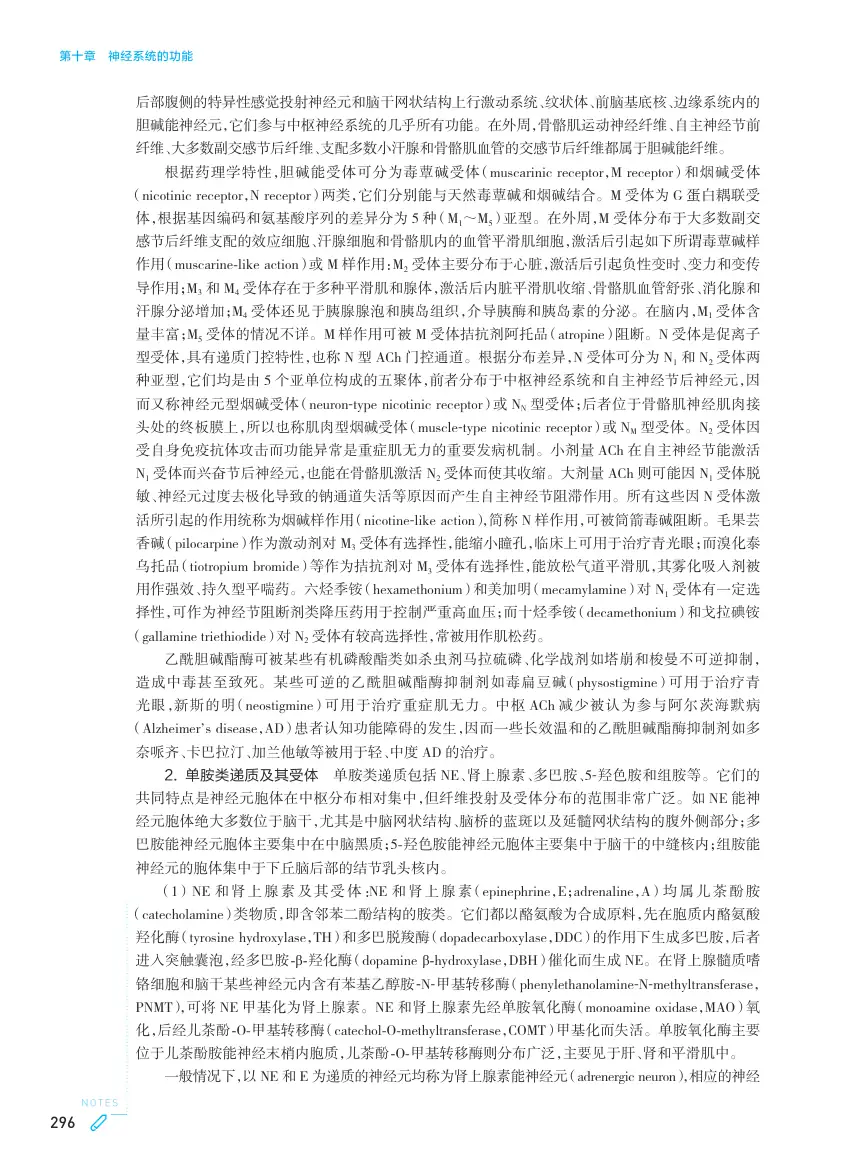 第十章 神经系统的功能
后部腹侧的特异性感觉投射神经元和脑干网状结构上行激动系统、纹状体、前脑基底核、边缘系统内的
胆碱能神经元,它们参与中枢神经系统的几乎所有功能。在外周,骨骼肌运动神经纤维、自主神经节前
纤维、大多数副交感节后纤维、支配多数小汗腺和骨骼肌血管的交感节后纤维都属于胆碱能纤维。
根据药理学特性,胆碱能受体可分为毒蕈碱受体(muscarinic receptor,M receptor)和烟碱受体
(nicotinic receptor,N receptor)两类,它们分别能与天然毒蕈碱和烟碱结合。M 受体为 G 蛋白耦联受
体,根据基因编码和氨基酸序列的差异分为 5 种(M₁～M₅)亚型。在外周,M 受体分布于大多数副交
感节后纤维支配的效应细胞、汗腺细胞和骨骼肌内的血管平滑肌细胞,激活后引起如下所谓毒蕈碱样
作用(muscarine-like action)或 M 样作用:M₂ 受体主要分布于心脏,激活后引起负性变时、变力和变传
导作用;M₃ 和 M₄ 受体存在于多种平滑肌和腺体,激活后内脏平滑肌收缩、骨骼肌血管舒张、消化腺和
汗腺分泌增加;M₄ 受体还见于胰腺腺泡和胰岛组织,介导胰酶和胰岛素的分泌。在脑内,M₁ 受体含
量丰富;M₅ 受体的情况不详。M 样作用可被 M 受体拮抗剂阿托品(atropine)阻断。N 受体是促离子
型受体,具有递质门控特性,也称 N 型 ACh 门控通道。根据分布差异,N 受体可分为 N₁ 和 N₂ 受体两
种亚型,它们均是由 5 个亚单位构成的五聚体,前者分布于中枢神经系统和自主神经节后神经元,因
而又称神经元型烟碱受体(neuron-type nicotinic receptor)或 N_N 型受体;后者位于骨骼肌神经肌肉接
头处的终板膜上,所以也称肌肉型烟碱受体(muscle-type nicotinic receptor)或 N_M 型受体。N₂ 受体因
受自身免疫抗体攻击而功能异常是重症肌无力的重要发病机制。小剂量 ACh 在自主神经节能激活
N₁ 受体而兴奋节后神经元,也能在骨骼肌激活 N₂ 受体而使其收缩。大剂量 ACh 则可能因 N₁ 受体脱
敏、神经元过度去极化导致的钠通道失活等原因而产生自主神经节阻滞作用。所有这些因 N 受体激
活所引起的作用统称为烟碱样作用(nicotine-like action),简称 N 样作用,可被筒箭毒碱阻断。毛果芸
香碱(pilocarpine)作为激动剂对 M₃ 受体有选择性,能缩小瞳孔,临床上可用于治疗青光眼;而溴化泰
乌托品(tiotropium bromide)等作为拮抗剂对 M₃ 受体有选择性,能放松气道平滑肌,其雾化吸入剂被
用作强效、持久型平喘药。六烃季铵(hexamethonium)和美加明(mecamylamine)对 N₁ 受体有一定选
择性,可作为神经节阻断剂类降压药用于控制严重高血压;而十烃季铵(decamethonium)和戈拉碘铵
(gallamine triethiodide)对 N₂ 受体有较高选择性,常被用作肌松药。
乙酰胆碱酯酶可被某些有机磷酸酯类如杀虫剂马拉硫磷、化学战剂如塔崩和梭曼不可逆抑制,
造成中毒甚至致死。某些可逆的乙酰胆碱酯酶抑制剂如毒扁豆碱(physostigmine)可用于治疗青
光眼,新斯的明(neostigmine)可用于治疗重症肌无力。中枢 ACh 减少被认为参与阿尔茨海默病
(Alzheimer's disease,AD)患者认知功能障碍的发生,因而一些长效温和的乙酰胆碱酯酶抑制剂如多
奈哌齐、卡巴拉汀、加兰他敏等被用于轻、中度 AD 的治疗。
2. 单胺类递质及其受体 单胺类递质包括 NE、肾上腺素、多巴胺、5-羟色胺和组胺等。它们的
共同特点是神经元胞体在中枢分布相对集中,但纤维投射及受体分布的范围非常广泛。如 NE 能神
经元胞体绝大多数位于脑干,尤其是中脑网状结构、脑桥的蓝斑以及延髓网状结构的腹外侧部分;多
巴胺能神经元胞体主要集中在中脑黑质;5-羟色胺能神经元胞体主要集中于脑干的中缝核内;组胺能
神经元的胞体集中于下丘脑后部的结节乳头核内。
(1)NE 和肾上腺素及其受体:NE 和肾上腺素(epinephrine,E;adrenaline,A)均属儿茶酚胺
(catecholamine)类物质,即含邻苯二酚结构的胺类。它们都以酪氨酸为合成原料,先在胞质内酪氨酸
羟化酶(tyrosine hydroxylase,TH)和多巴脱羧酶(dopadecarboxylase,DDC)的作用下生成多巴胺,后者
进入突触囊泡,经多巴胺-β-羟化酶(dopamine β-hydroxylase,DBH)催化而生成 NE。在肾上腺髓质嗜
铬细胞和脑干某些神经元内含有苯基乙醇胺-N-甲基转移酶(phenylethanolamine-N-methyltransferase,
PNMT),可将 NE 甲基化为肾上腺素。NE 和肾上腺素先经单胺氧化酶(monoamine oxidase,MAO)氧
化,后经儿茶酚-O-甲基转移酶(catechol-O-methyltransferase,COMT)甲基化而失活。单胺氧化酶主要
位于儿茶酚胺能神经末梢内胞质,儿茶酚-O-甲基转移酶则分布广泛,主要见于肝、肾和平滑肌中。
一般情况下,以 NE 和 E 为递质的神经元均称为肾上腺素能神经元(adrenergic neuron),相应的神经
NOTES
296